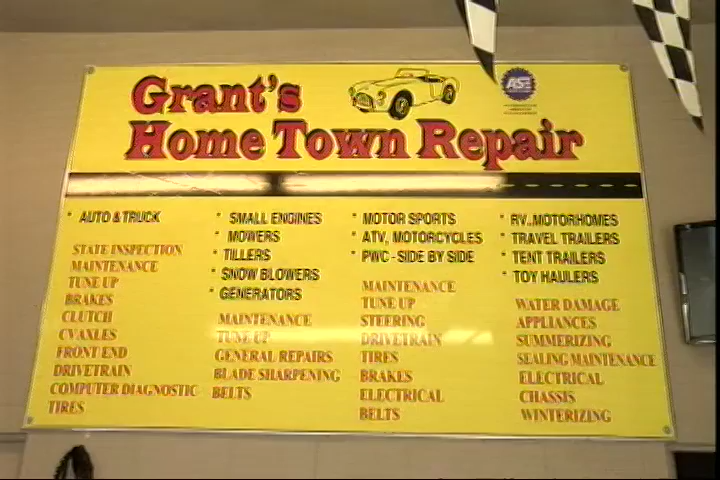 Grant's
ASE
Home Town Repair
* AUTO & TRUCK
STATE INSPECTION
MAINTENANCE
TUNE UP
BRAKES
CLUTCH
CV AXLES
FRONT END
DRIVETRAIN
COMPUTER DIAGNOSTIC
TIRES
* SMALL ENGINES
* MOWERS
* TILLERS
* SNOW BLOWERS
* GENERATORS
MAINTENANCE
TUNE UP
GENERAL REPAIRS
BLADE SHARPENING
BELTS
* MOTOR SPORTS
* ATV, MOTORCYCLES
* PWC - SIDE BY SIDE
MAINTENANCE
TUNE UP
STEERING
DRIVETRAIN
TIRES
BRAKES
ELECTRICAL
BELTS
* RV..MOTORHOMES
* TRAVEL TRAILERS
* TENT TRAILERS
* TOY HAULERS
WATER DAMAGE
APPLIANCES
SUMMERIZING
SEALING MAINTENANCE
ELECTRICAL
CHASSIS
WINTERIZING